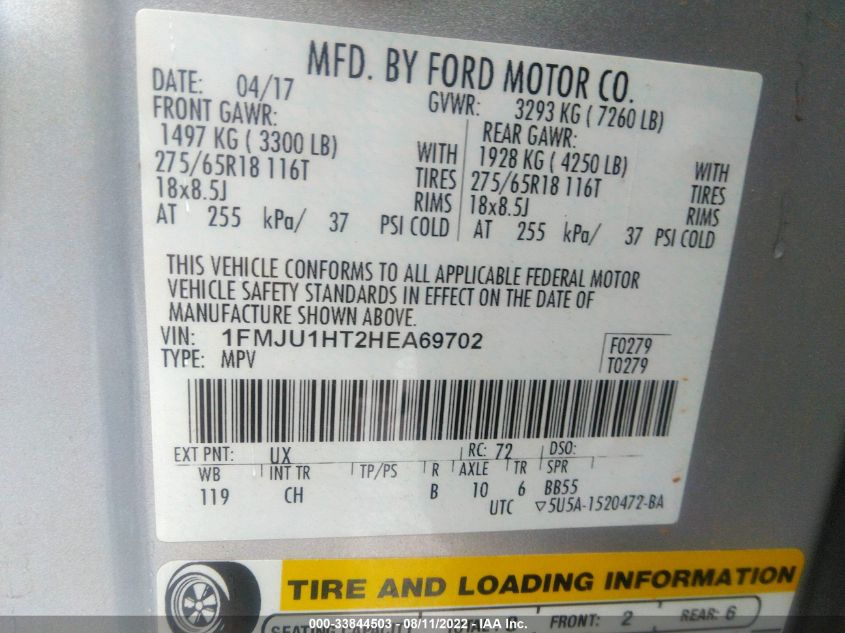 MFD. BY FORD MOTOR CO.
DATE: 04/17
GVWR: 3293 KG ( 7260 LB)
FRONT GAWR:
1497 KG ( 3300 LB) WITH
275/65R18 116T TIRES
18x8.5J RIMS
AT 255 kPa/ 37 PSI COLD
REAR GAWR:
1928 KG ( 4250 LB) WITH
275/65R18 116T TIRES
18x8.5J RIMS
AT 255 kPa/ 37 PSI COLD
THIS VEHICLE CONFORMS TO ALL APPLICABLE FEDERAL MOTOR
VEHICLE SAFETY STANDARDS IN EFFECT ON THE DATE OF
MANUFACTURE SHOWN ABOVE.
VIN: 1FMJU1HT2HEA69702
TYPE: MPV
F0279
T0279
EXT PNT: UX RC: 72 DSO:
WB INT TR TP/PS R AXLE TR SPR
119 CH B 10 6 BB55
UTC ▽5U5A-1520472-BA
TIRE AND LOADING INFORMATION
SEATING CAPACITY FRONT: 2 REAR: 6
000-33844503 - 08/11/2022 - IAA Inc.